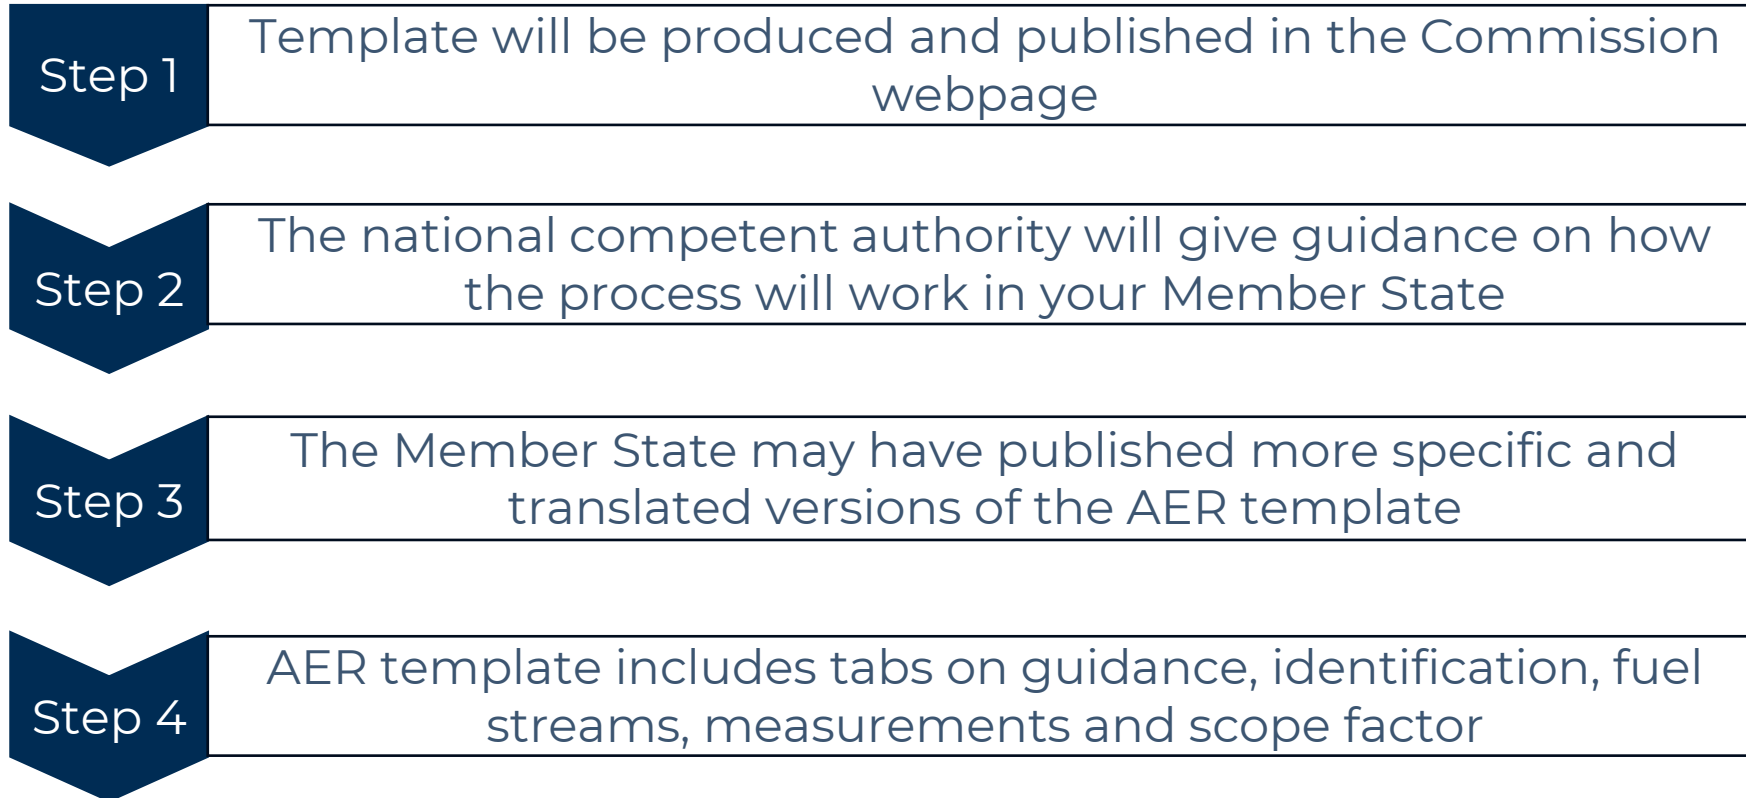 Step 1
Template will be produced and published in the Commission
webpage
Step 2
The national competent authority will give guidance on how
the process will work in your Member State
Step 3
The Member State may have published more specific and
translated versions of the AER template
Step 4
AER template includes tabs on guidance, identification, fuel
streams, measurements and scope factor